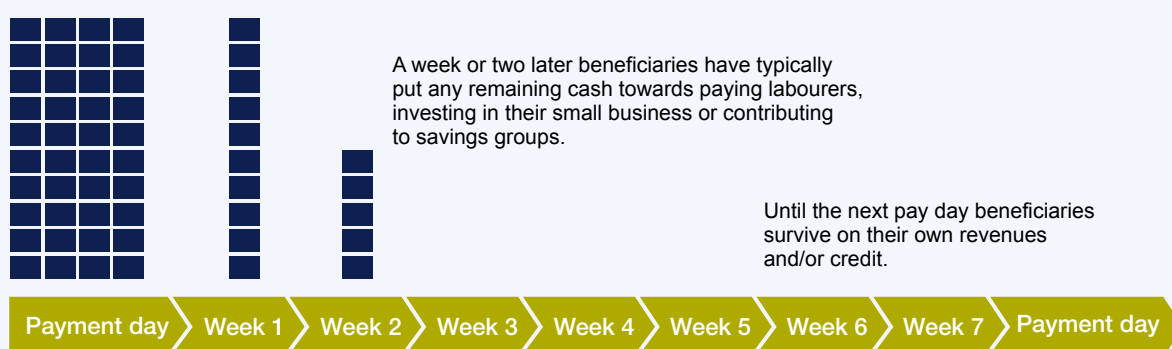 A week or two later beneficiaries have typically
put any remaining cash towards paying labourers,
investing in their small business or contributing
to savings groups.
Until the next pay day beneficiaries
survive on their own revenues
and/or credit.
Payment day Week 1 Week 2 Week 3 Week 4 Week 5 Week 6 Week 7 Payment day